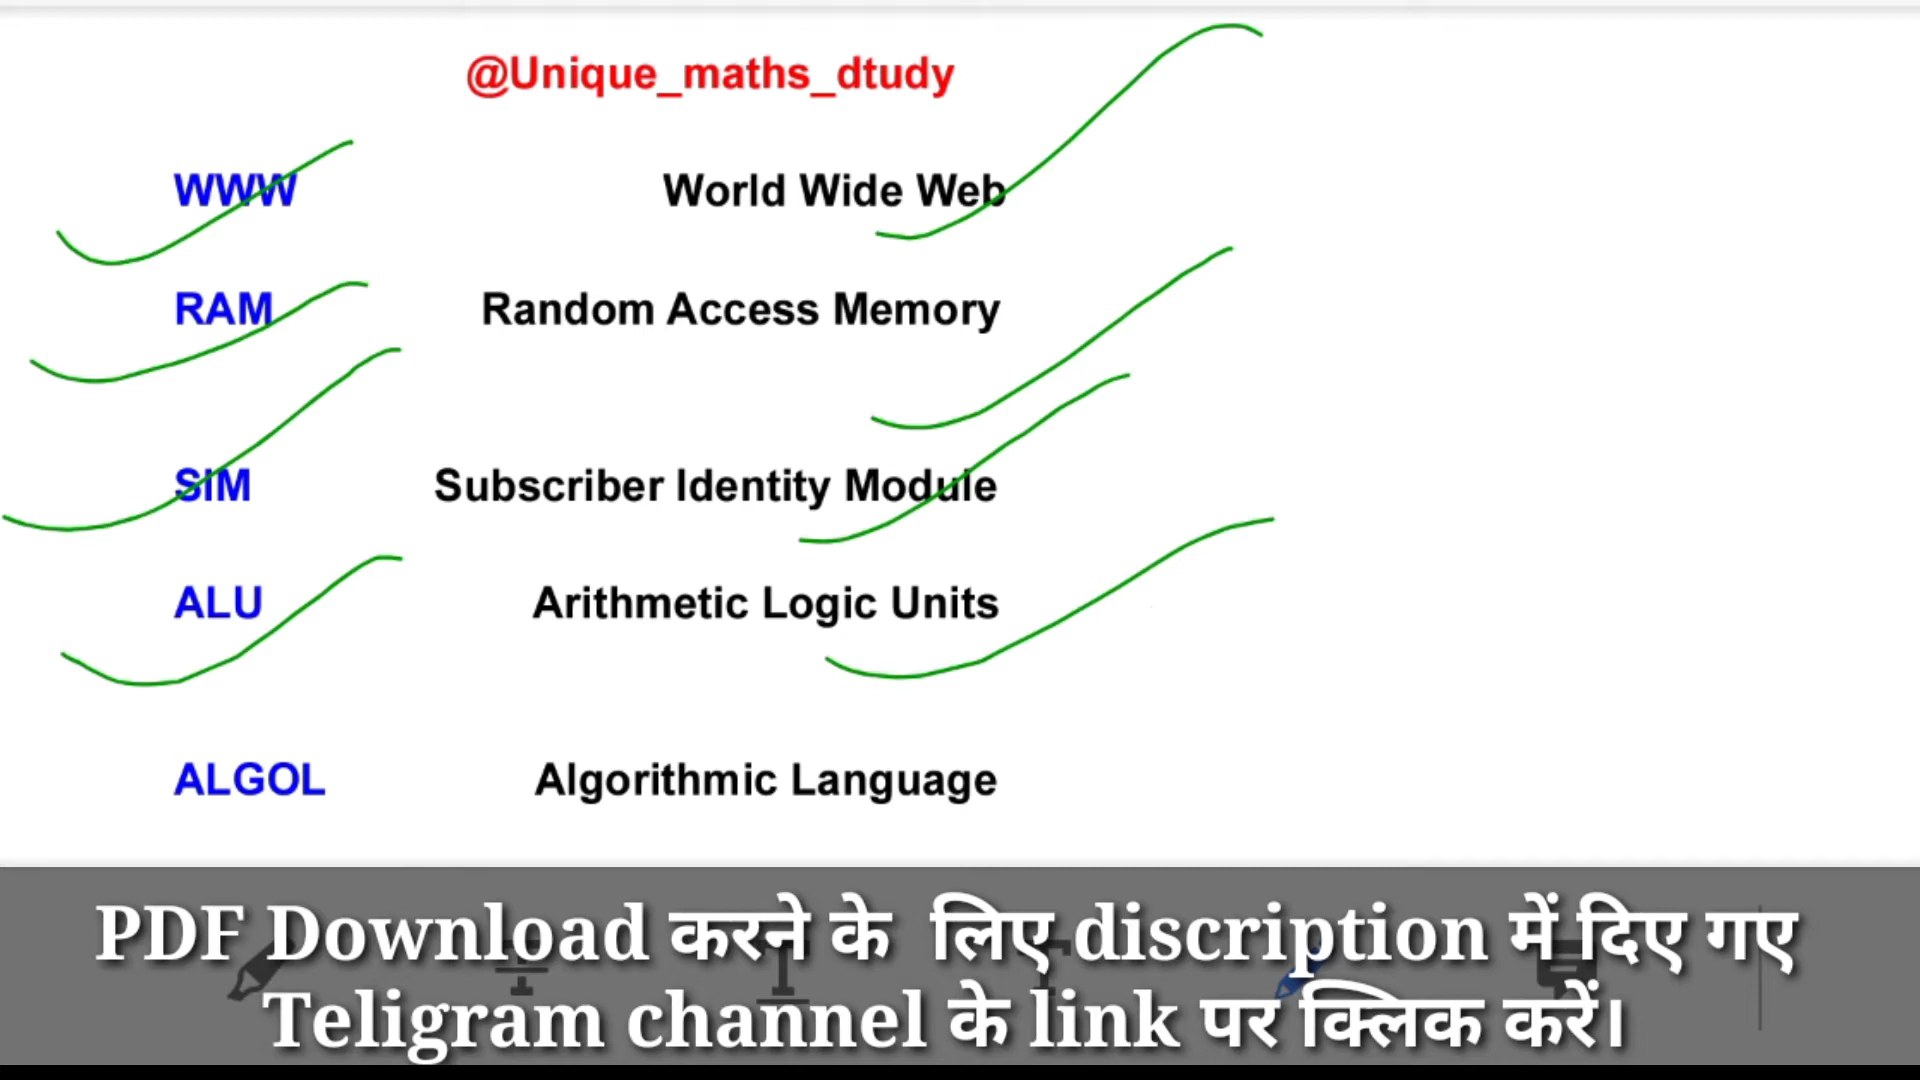 @Unique_maths_dtudy
WWW World Wide Web
RAM Random Access Memory
SIM Subscriber Identity Module
ALU Arithmetic Logic Units
ALGOL Algorithmic Language
PDF Download करने के लिए discription में दिए गए
Teligram channel के link पर क्लिक करें।